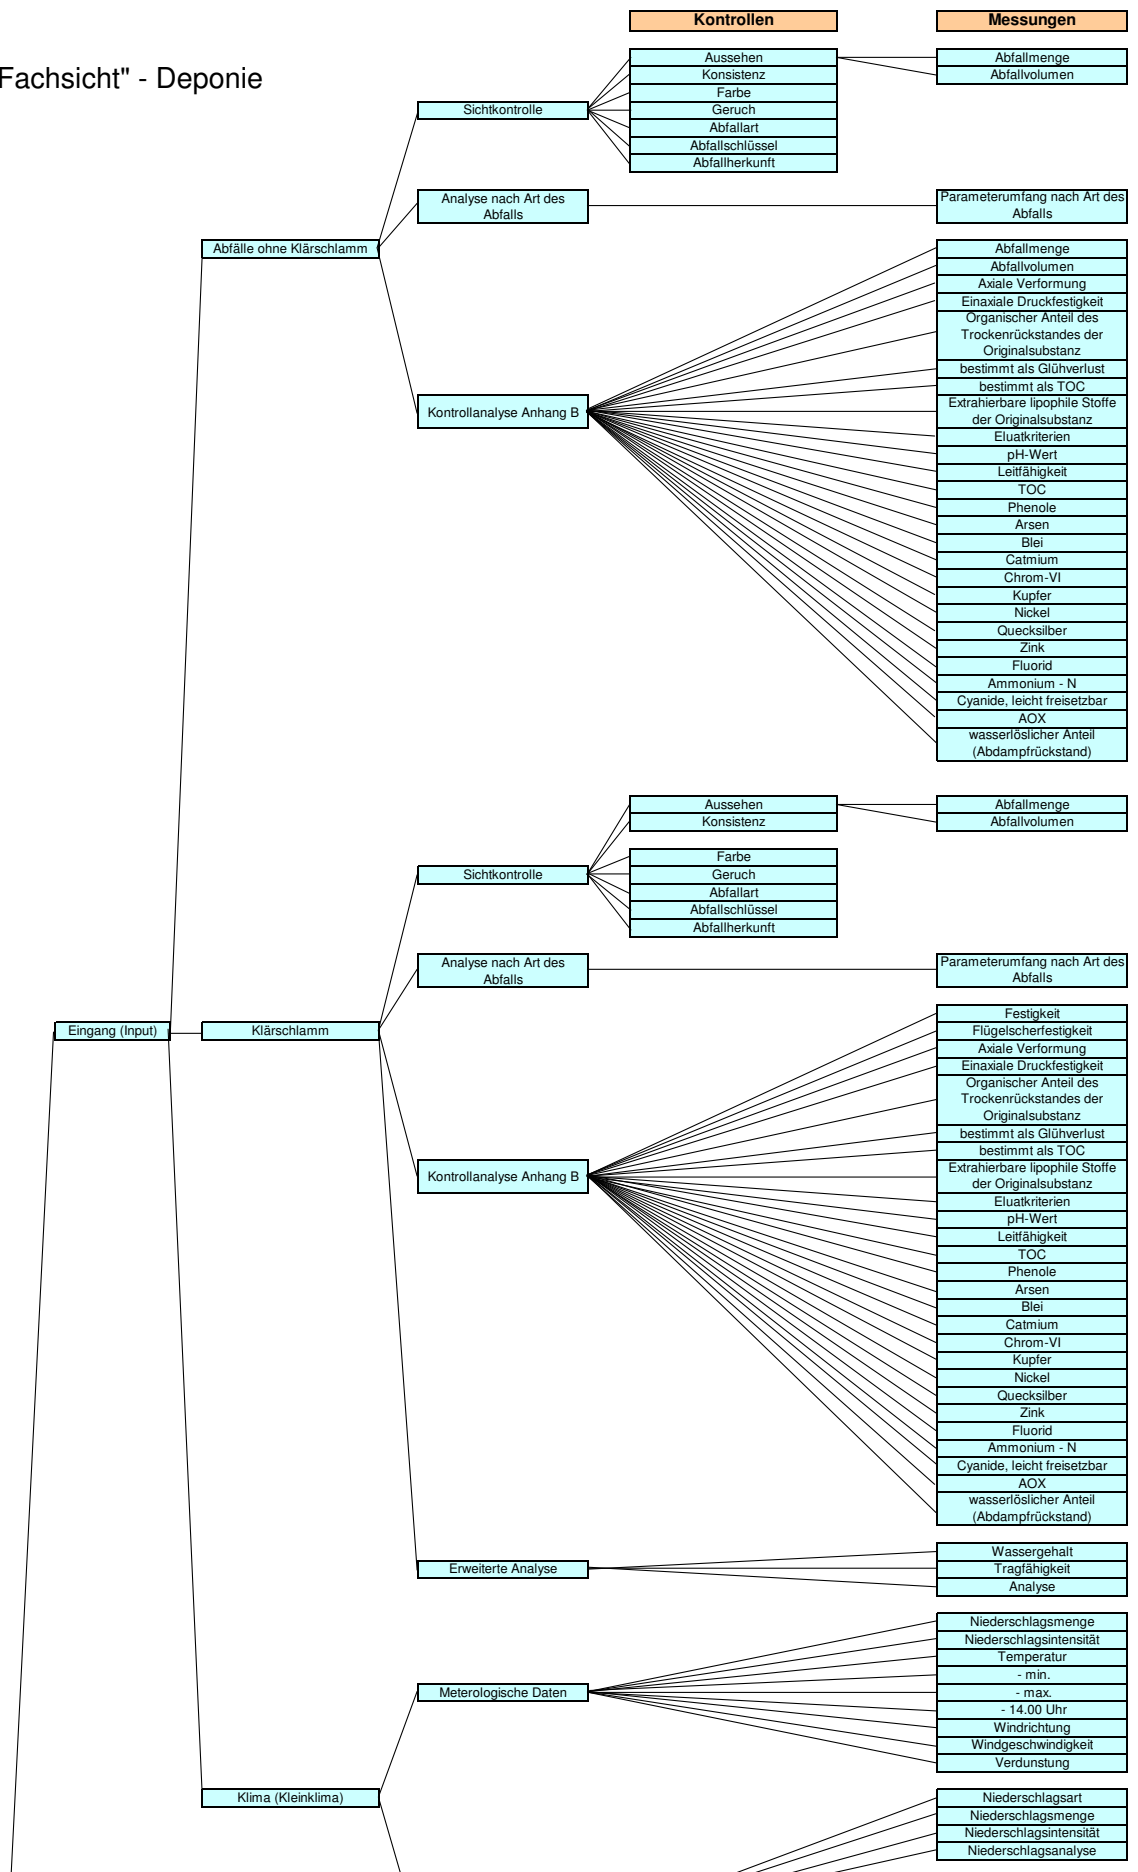 Kontrollen
Messungen
Fachsicht" - Deponie
Aussehen
Konsistenz
Farbe
Geruch
Abfallart
Abfallschlüssel
Abfallherkunft
Abfallmenge
Abfallvolumen
Sichtkontrolle
Analyse nach Art des
Abfalls
Parameterumfang nach Art des
Abfalls
Abfälle ohne Klärschlamm
Kontrollanalyse Anhang B
Abfallmenge
Abfallvolumen
Axiale Verformung
Einaxiale Druckfestigkeit
Organischer Anteil des
Trockenrückstandes der
Originalsubstanz
bestimmt als Glühverlust
bestimmt als TOC
Extrahierbare lipophile Stoffe
der Originalsubstanz
Eluatkriterien
pH-Wert
Leitfähigkeit
TOC
Phenole
Arsen
Blei
Catmium
Chrom-VI
Kupfer
Nickel
Quecksilber
Zink
Fluorid
Ammonium - N
Cyanide, leicht freisetzbar
AOX
wasserlöslicher Anteil
(Abdampfrückstand)
Aussehen
Konsistenz
Abfallmenge
Abfallvolumen
Sichtkontrolle
Farbe
Geruch
Abfallart
Abfallschlüssel
Abfallherkunft
Analyse nach Art des
Abfalls
Parameterumfang nach Art des
Abfalls
Eingang (Input)
Klärschlamm
Kontrollanalyse Anhang B
Festigkeit
Flügelscherfestigkeit
Axiale Verformung
Einaxiale Druckfestigkeit
Organischer Anteil des
Trockenrückstandes der
Originalsubstanz
bestimmt als Glühverlust
bestimmt als TOC
Extrahierbare lipophile Stoffe
der Originalsubstanz
Eluatkriterien
pH-Wert
Leitfähigkeit
TOC
Phenole
Arsen
Blei
Catmium
Chrom-VI
Kupfer
Nickel
Quecksilber
Zink
Fluorid
Ammonium - N
Cyanide, leicht freisetzbar
AOX
wasserlöslicher Anteil
(Abdampfrückstand)
Erweiterte Analyse
Wassergehalt
Tragfähigkeit
Analyse
Meterologische Daten
Niederschlagsmenge
Niederschlagsintensität
Temperatur
- min.
- max.
- 14.00 Uhr
Windrichtung
Windgeschwindigkeit
Verdunstung
Klima (Kleinklima)
Niederschlagsart
Niederschlagsmenge
Niederschlagsintensität
Niederschlagsanalyse